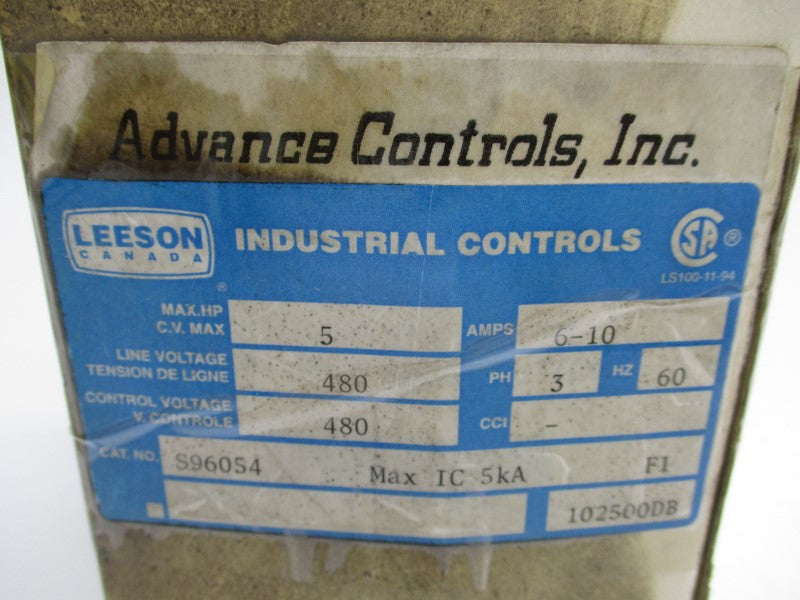 Advance Controls, Inc.
LEESON
CANADA
®
INDUSTRIAL CONTROLS
SA ®
LS100-11-94
MAX.HP
C.V. MAX
5
AMPS
6-10
LINE VOLTAGE
TENSION DE LIGNE
480
PH
3
HZ
60
CONTROL VOLTAGE
V. CONTROLE
480
CCt
-
CAT. NO.
S96054 Max IC 5kA F1
102500DB